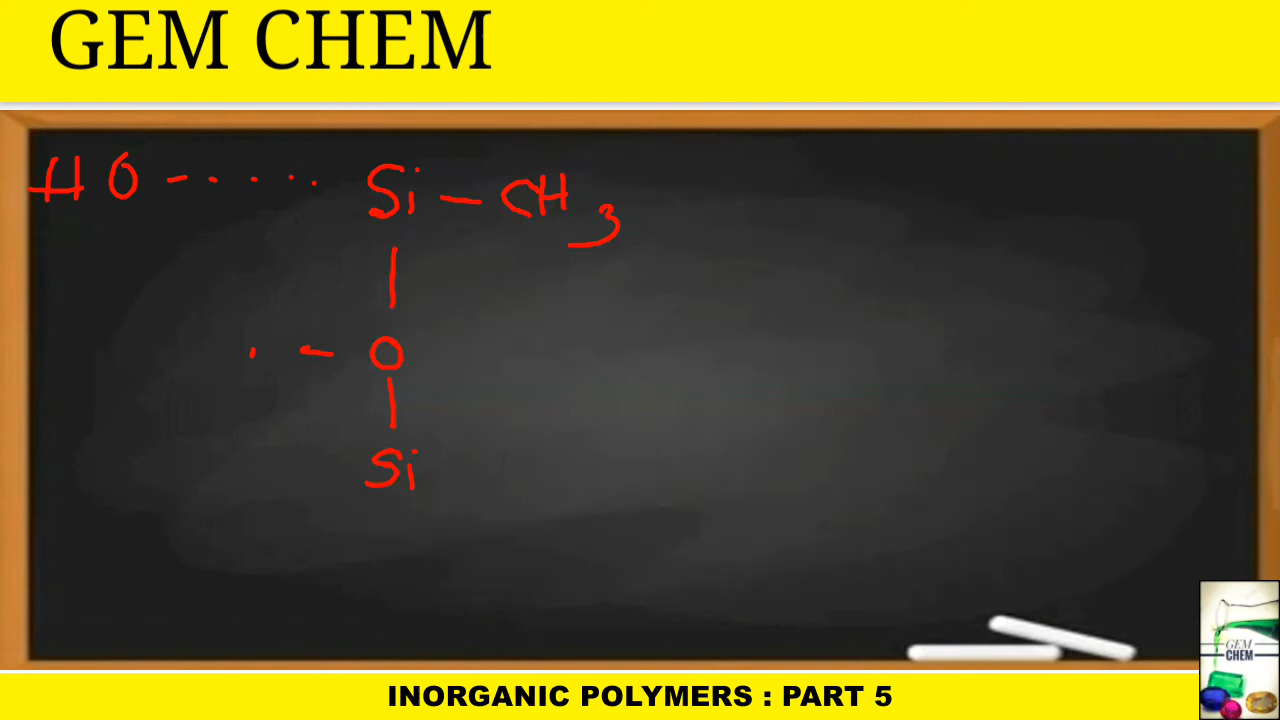 GEM CHEM
HO - - . . . . Si - CH3
. - O
Si
GEM
CHEM
INORGANIC POLYMERS : PART 5